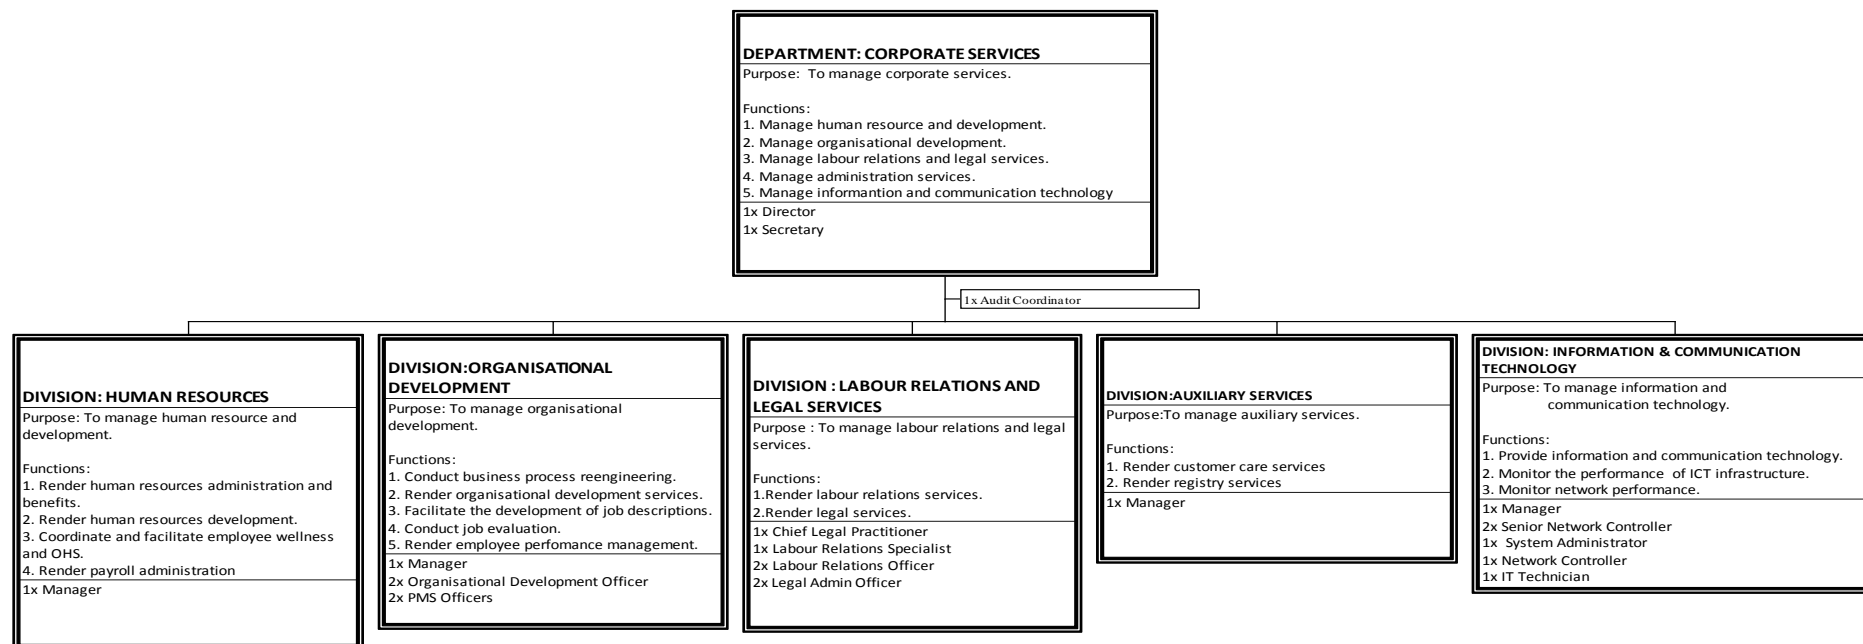 DEPARTMENT: CORPORATE SERVICES
Purpose: To manage corporate services.
Functions:
1. Manage human resource and development.
2. Manage organisational development.
3. Manage labour relations and legal services.
4. Manage administration services.
5. Manage informantion and communication technology
1x Director
1x Secretary
1x Audit Coordinator
DIVISION: HUMAN RESOURCES
Purpose: To manage human resource and
development.
Functions:
1. Render human resources administration and
benefits.
2. Render human resources development.
3. Coordinate and facilitate employee wellness
and OHS.
4. Render payroll administration
1x Manager
DIVISION:ORGANISATIONAL
DEVELOPMENT
Purpose: To manage organisational
development.
Functions:
1. Conduct business process reengineering.
2. Render organisational development services.
3. Facilitate the development of job descriptions.
4. Conduct job evaluation.
5. Render employee perfomance management.
1x Manager
2x Organisational Development Officer
2x PMS Officers
DIVISION : LABOUR RELATIONS AND
LEGAL SERVICES
Purpose : To manage labour relations and legal
services.
Functions:
1.Render labour relations services.
2.Render legal services.
1x Chief Legal Practitioner
1x Labour Relations Specialist
2x Labour Relations Officer
2x Legal Admin Officer
DIVISION:AUXILIARY SERVICES
Purpose:To manage auxiliary services.
Functions:
1. Render customer care services
2. Render registry services
1x Manager
DIVISION: INFORMATION & COMMUNICATION
TECHNOLOGY
Purpose: To manage information and
communication technology.
Functions:
1. Provide information and communication technology.
2. Monitor the performance of ICT infrastructure.
3. Monitor network performance.
1x Manager
2x Senior Network Controller
1x System Administrator
1x Network Controller
1x IT Technician